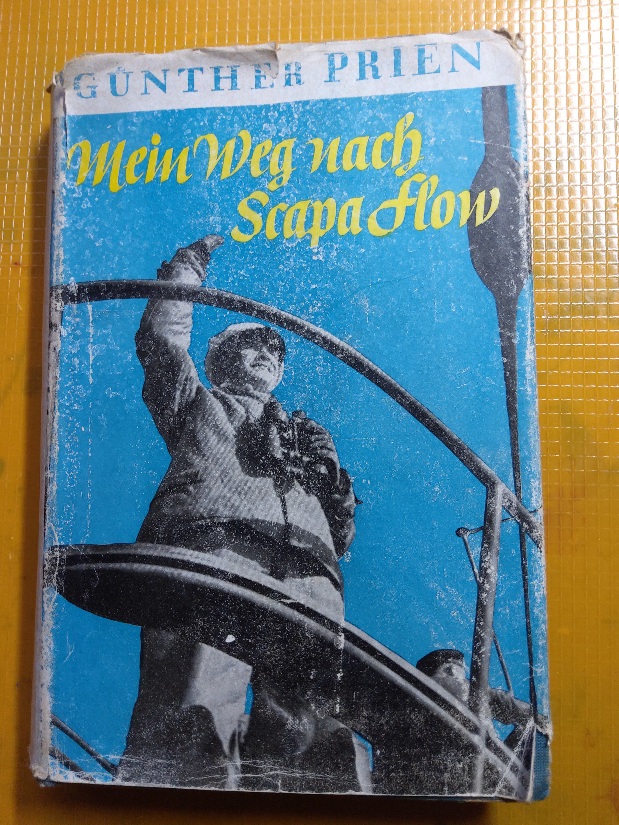 GÜNTHER PRIEN
Mein Weg nach
Scapa Flow